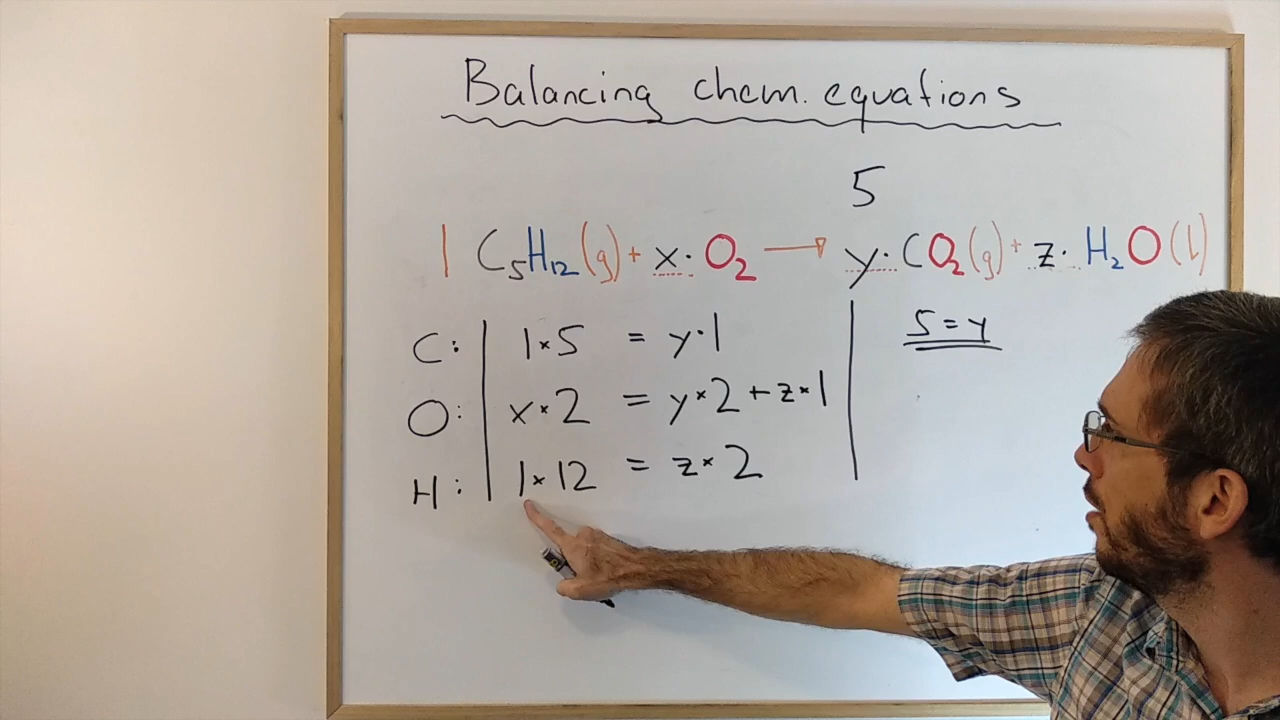 Balancing chem. equations
5
1 C₅H₁₂(g) + x· O₂ → y· CO₂(g) + z· H₂O(l)
C: | 1×5 = y·1 | 5=y
O: | x×2 = y×2+z×1
H: | 1×12 = z×2